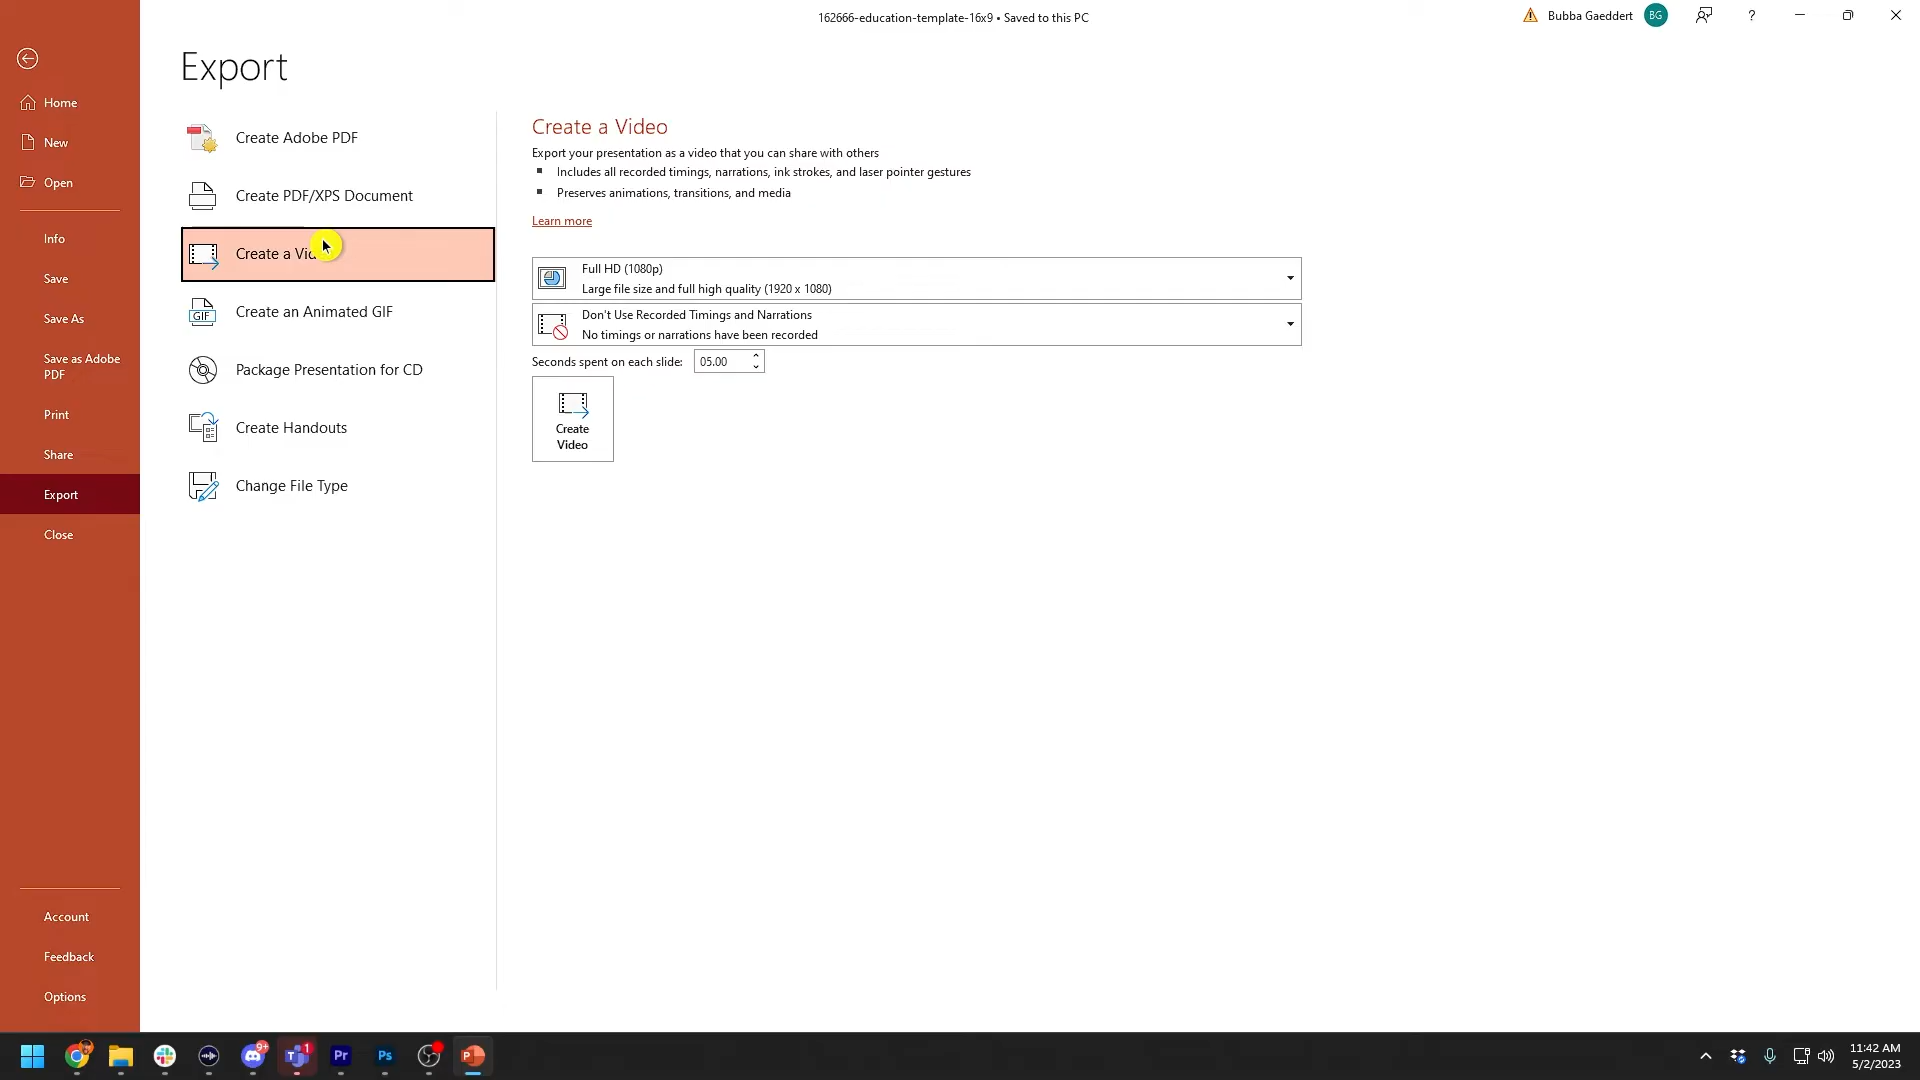 162666-education-template-16x9 • Saved to this PC
Bubba Gaeddert
BG
?
Home
New
Open
Info
Save
Save As
Save as Adobe
PDF
Print
Share
Export
Close
Account
Feedback
Options
Export
Create Adobe PDF
Create PDF/XPS Document
Create a Vid
GIF
Create an Animated GIF
Package Presentation for CD
Create Handouts
Change File Type
Create a Video
Export your presentation as a video that you can share with others
Includes all recorded timings, narrations, ink strokes, and laser pointer gestures
Preserves animations, transitions, and media
Learn more
Full HD (1080p)
Large file size and full high quality (1920 x 1080)
Don't Use Recorded Timings and Narrations
No timings or narrations have been recorded
Seconds spent on each slide: 05.00
Create
Video
9+
T 1
Pr
Ps
P
11:42 AM
5/2/2023